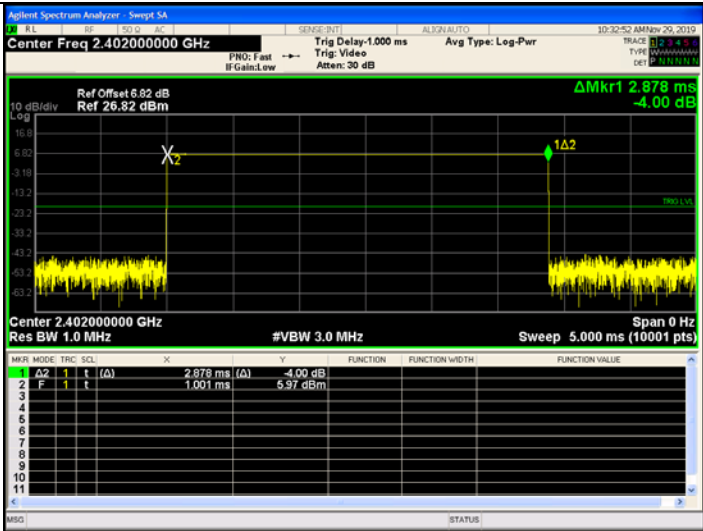 Agilent Spectrum Analyzer - Swept SA
RL RF 50 Ω AC SENSE:INT ALIGN AUTO 10:32:52 AM Nov 29, 2019
Center Freq 2.402000000 GHz
PNO: Fast
IFGain:Low
Trig Delay-1.000 ms
Trig: Video
Atten: 30 dB
Avg Type: Log-Pwr
TRACE 1 2 3 4 5 6
TYPE
DET P N N N N N
ΔMkr1 2.878 ms
-4.00 dB
Ref Offset 6.82 dB
10 dB/div Ref 26.82 dBm
Log
16.8
6.82
-3.18
-13.2
-23.2
-33.2
-43.2
-53.2
-63.2
X2
1Δ2
TRIG LVL
Center 2.402000000 GHz Span 0 Hz
Res BW 1.0 MHz #VBW 3.0 MHz Sweep 5.000 ms (10001 pts)
MKR MODE TRC SCL X Y FUNCTION FUNCTION WIDTH FUNCTION VALUE
1 Δ2 1 t (Δ) 2.878 ms (Δ) -4.00 dB
2 F 1 t 1.001 ms 5.97 dBm
3
4
5
6
7
8
9
10
11
MSG STATUS